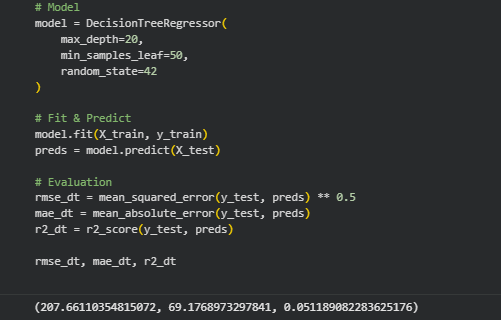 # Model
model = DecisionTreeRegressor(
    max_depth=20,
    min_samples_leaf=50,
    random_state=42
)
# Fit & Predict
model.fit(X_train, y_train)
preds = model.predict(X_test)
# Evaluation
rmse_dt = mean_squared_error(y_test, preds) ** 0.5
mae_dt = mean_absolute_error(y_test, preds)
r2_dt = r2_score(y_test, preds)
rmse_dt, mae_dt, r2_dt
(207.66110354815072, 69.1768973297841, 0.051189082283625176)